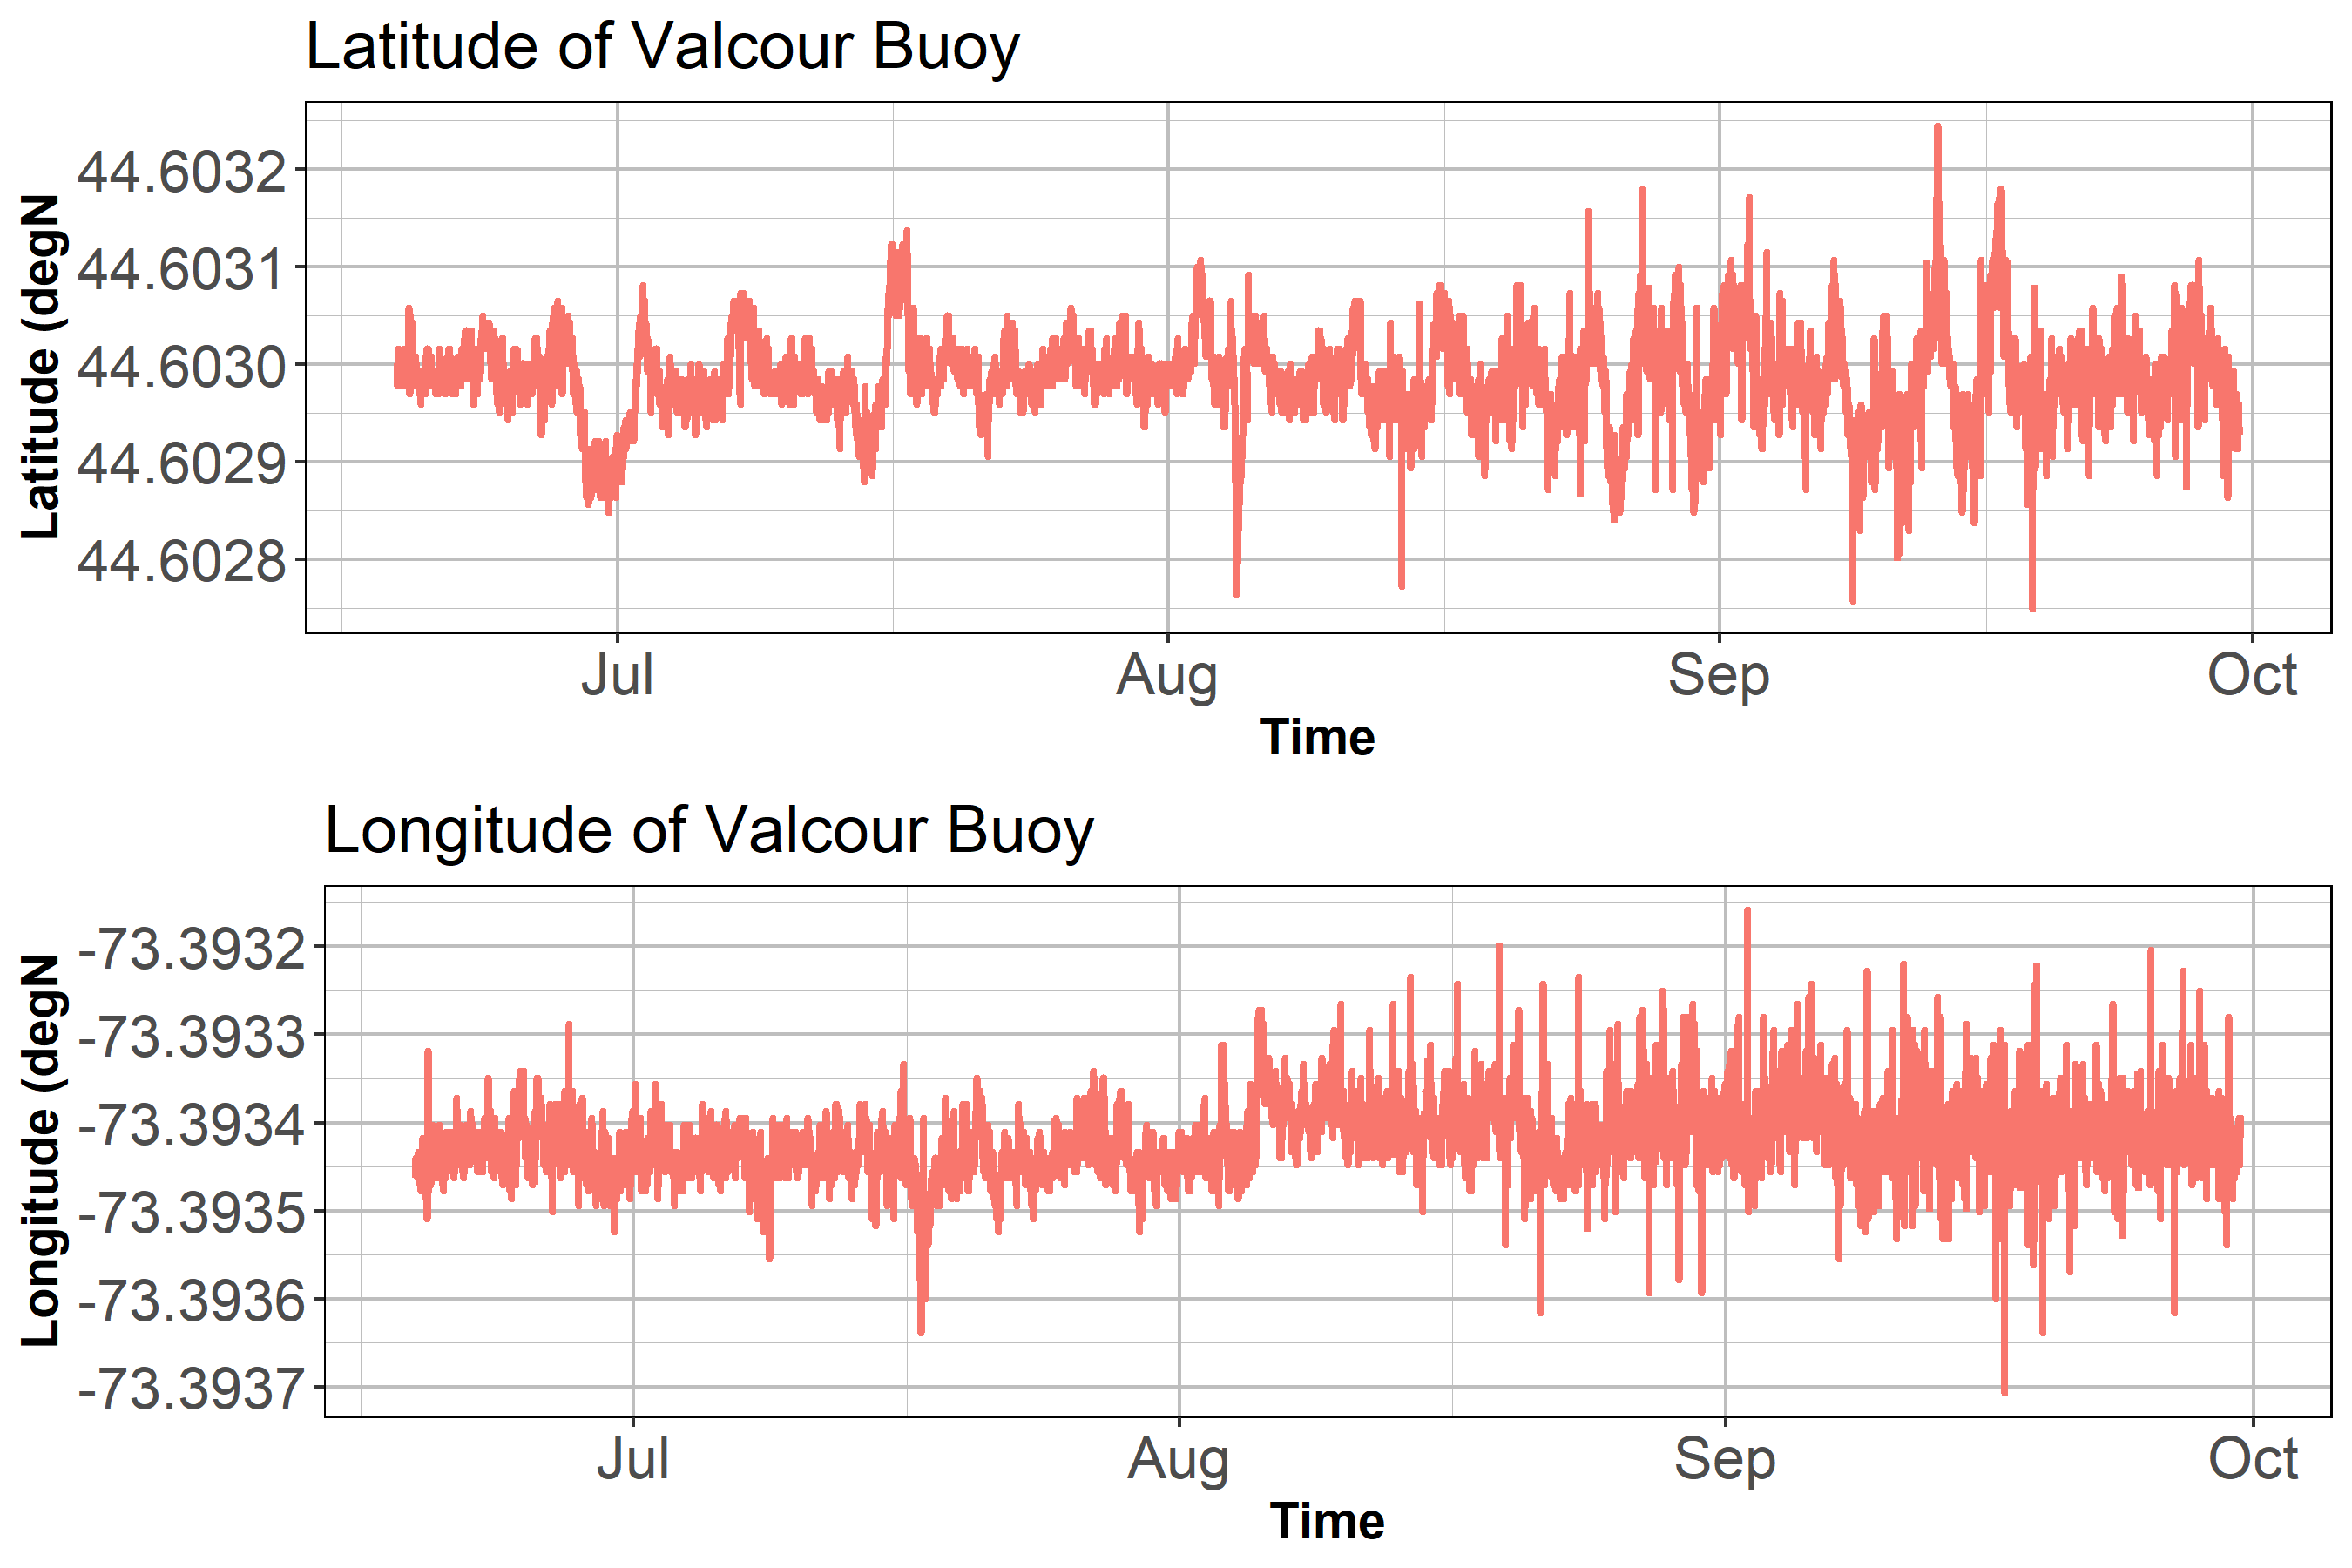 Latitude of Valcour Buoy
Latitude (degN
44.6032
44.6031
44.6030
44.6029
44.6028
Jul Aug Sep Oct
Time
Longitude of Valcour Buoy
Longitude (degN
-73.3932
-73.3933
-73.3934
-73.3935
-73.3936
-73.3937
Jul Aug Sep Oct
Time